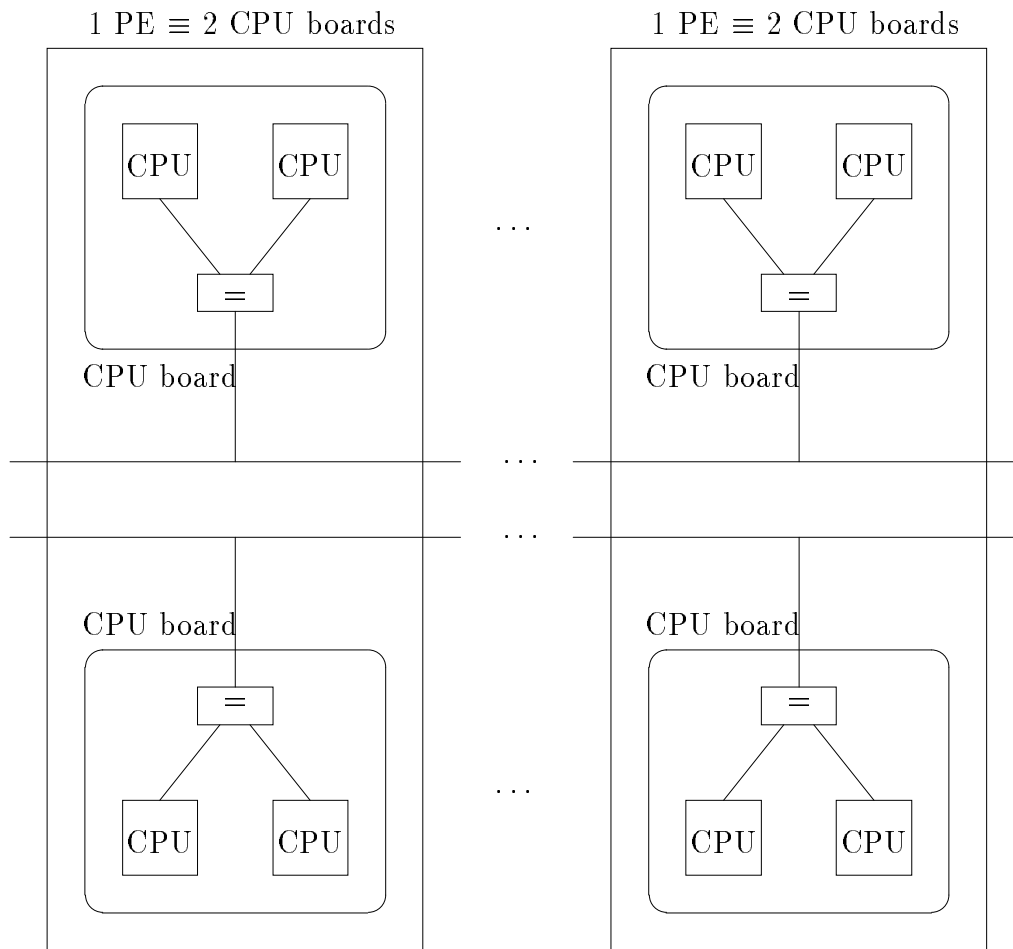 1 PE ≡ 2 CPU boards
1 PE ≡ 2 CPU boards
CPU CPU
CPU CPU
. . .
=
=
CPU board
CPU board
. . .
. . .
CPU board
CPU board
=
=
. . .
CPU CPU
CPU CPU